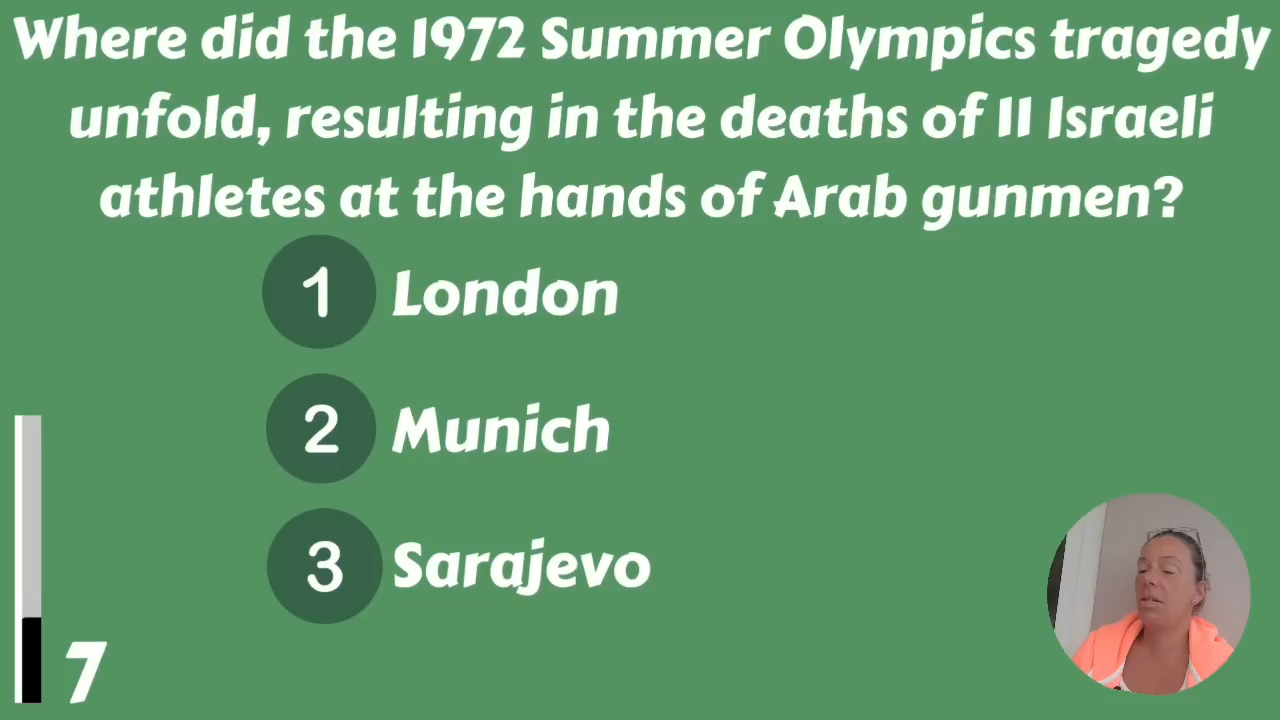 Where did the 1972 Summer Olympics tragedy
unfold, resulting in the deaths of 11 Israeli
athletes at the hands of Arab gunmen?
1 London
2 Munich
3 Sarajevo
7